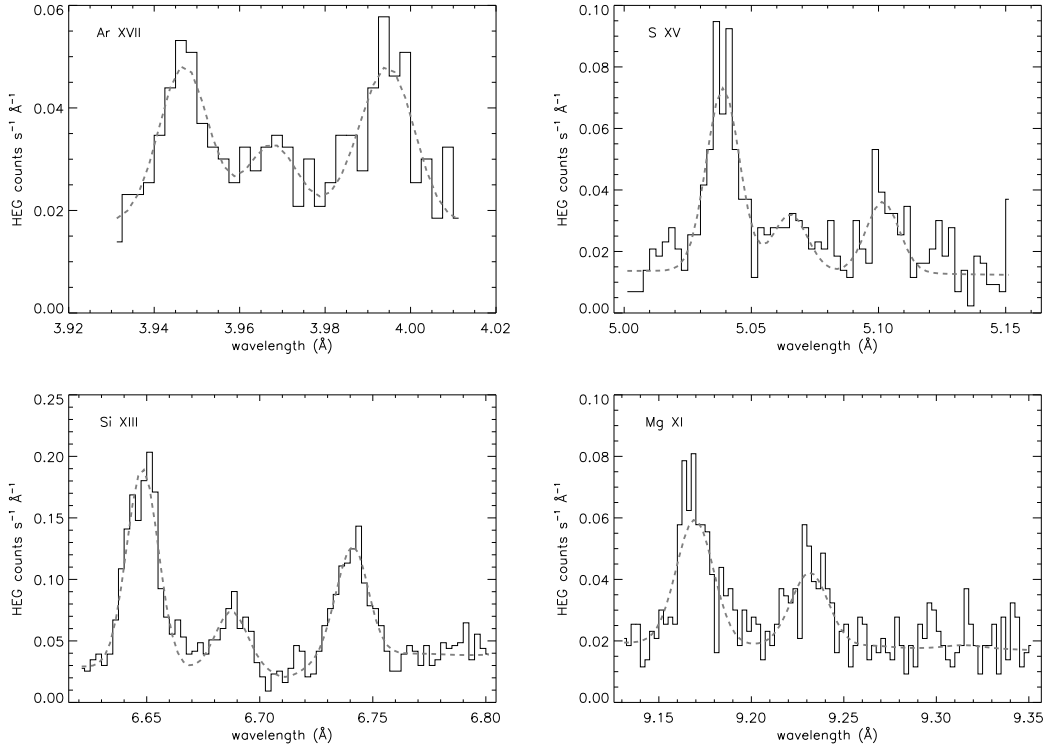 Ar XVII
HEG counts s⁻¹ Å⁻¹
0.06
0.04
0.02
0.00
3.92 3.94 3.96 3.98 4.00 4.02
wavelength (Å)
S XV
HEG counts s⁻¹ Å⁻¹
0.10
0.08
0.06
0.04
0.02
0.00
5.00 5.05 5.10 5.15
wavelength (Å)
Si XIII
HEG counts s⁻¹ Å⁻¹
0.25
0.20
0.15
0.10
0.05
0.00
6.65 6.70 6.75 6.80
wavelength (Å)
Mg XI
HEG counts s⁻¹ Å⁻¹
0.10
0.08
0.06
0.04
0.02
0.00
9.15 9.20 9.25 9.30 9.35
wavelength (Å)